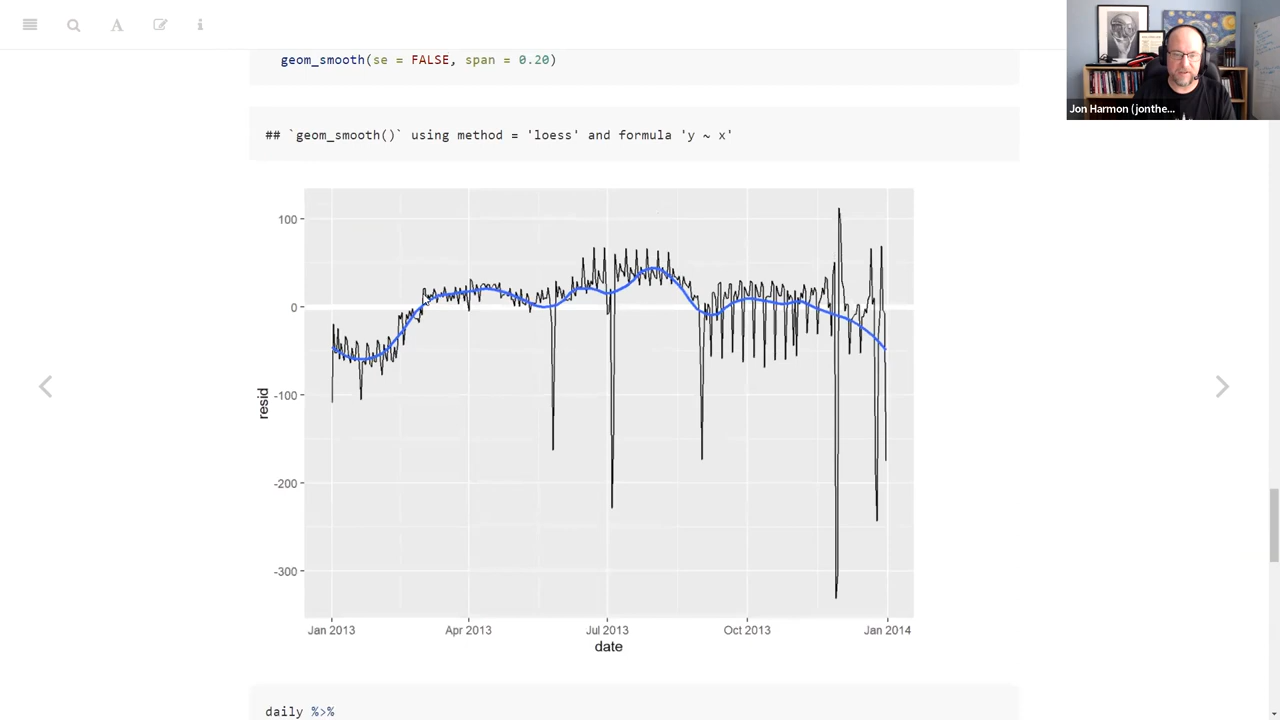 geom_smooth(se = FALSE, span = 0.20)
Jon Harmon (jonthe...
## `geom_smooth()` using method = 'loess' and formula 'y ~ x'
100
0
-100
-200
-300
resid
Jan 2013 Apr 2013 Jul 2013 Oct 2013 Jan 2014
date
daily %>%